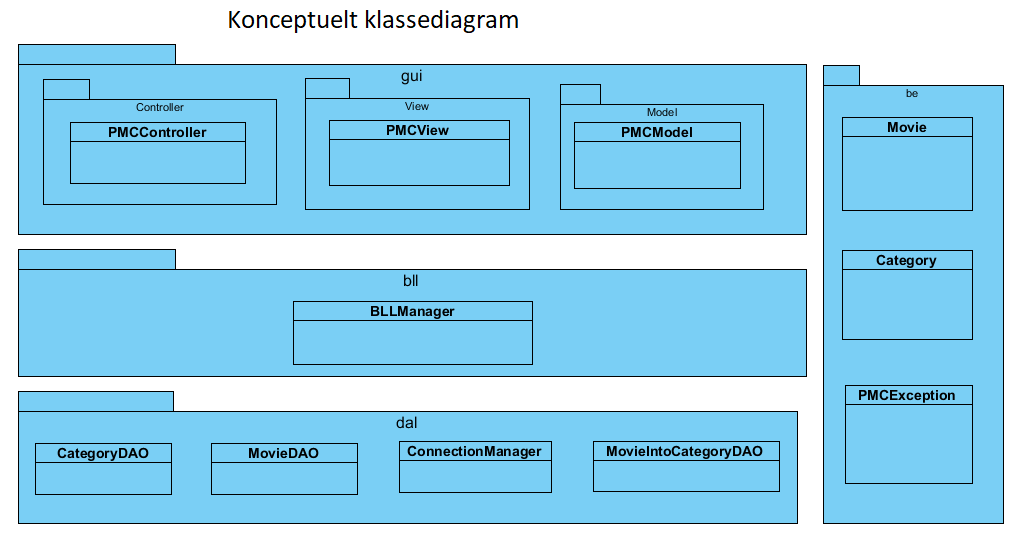 Konceptuelt klassediagram
gui
Controller
PMCController
View
PMCView
Model
PMCModel
bll
BLLManager
dal
CategoryDAO
MovieDAO
ConnectionManager
MovieIntoCategoryDAO
be
Movie
Category
PMCException